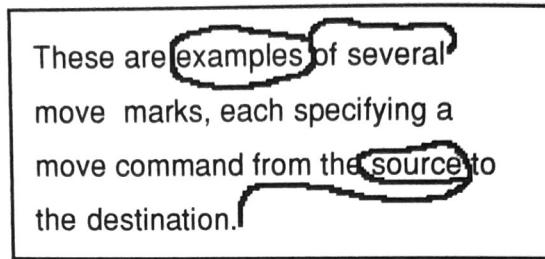 These are examples of several
move marks, each specifying a
move command from the source to
the destination.